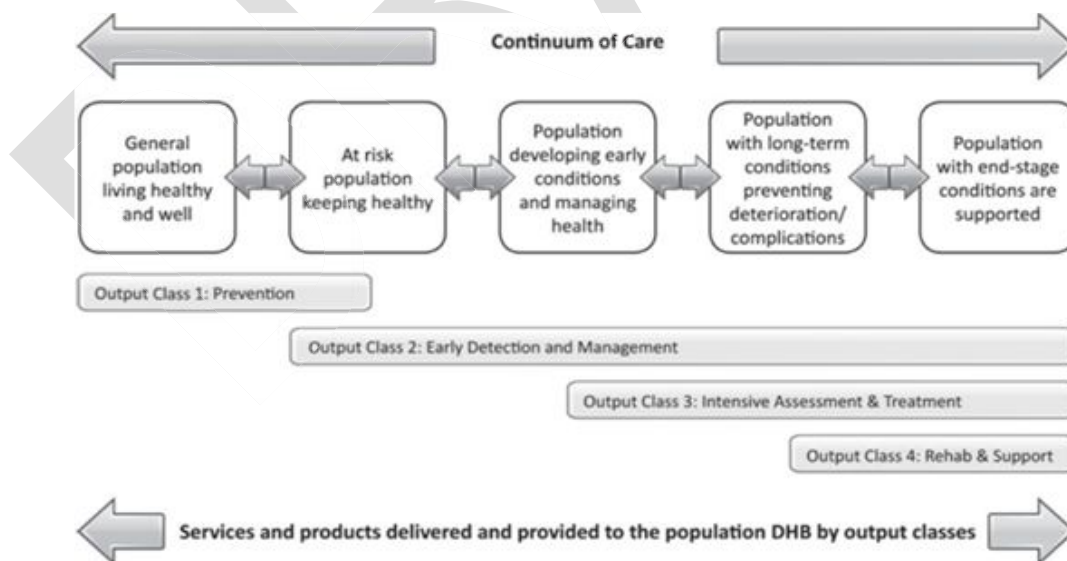 Continuum of Care
General
population
living healthy
and well
At risk
population
keeping healthy
Population
developing early
conditions
and managing
health
Population
with long-term
conditions
preventing
deterioration/
complications
Population
with end-stage
conditions are
supported
Output Class 1: Prevention
Output Class 2: Early Detection and Management
Output Class 3: Intensive Assessment & Treatment
Output Class 4: Rehab & Support
Services and products delivered and provided to the population DHB by output classes